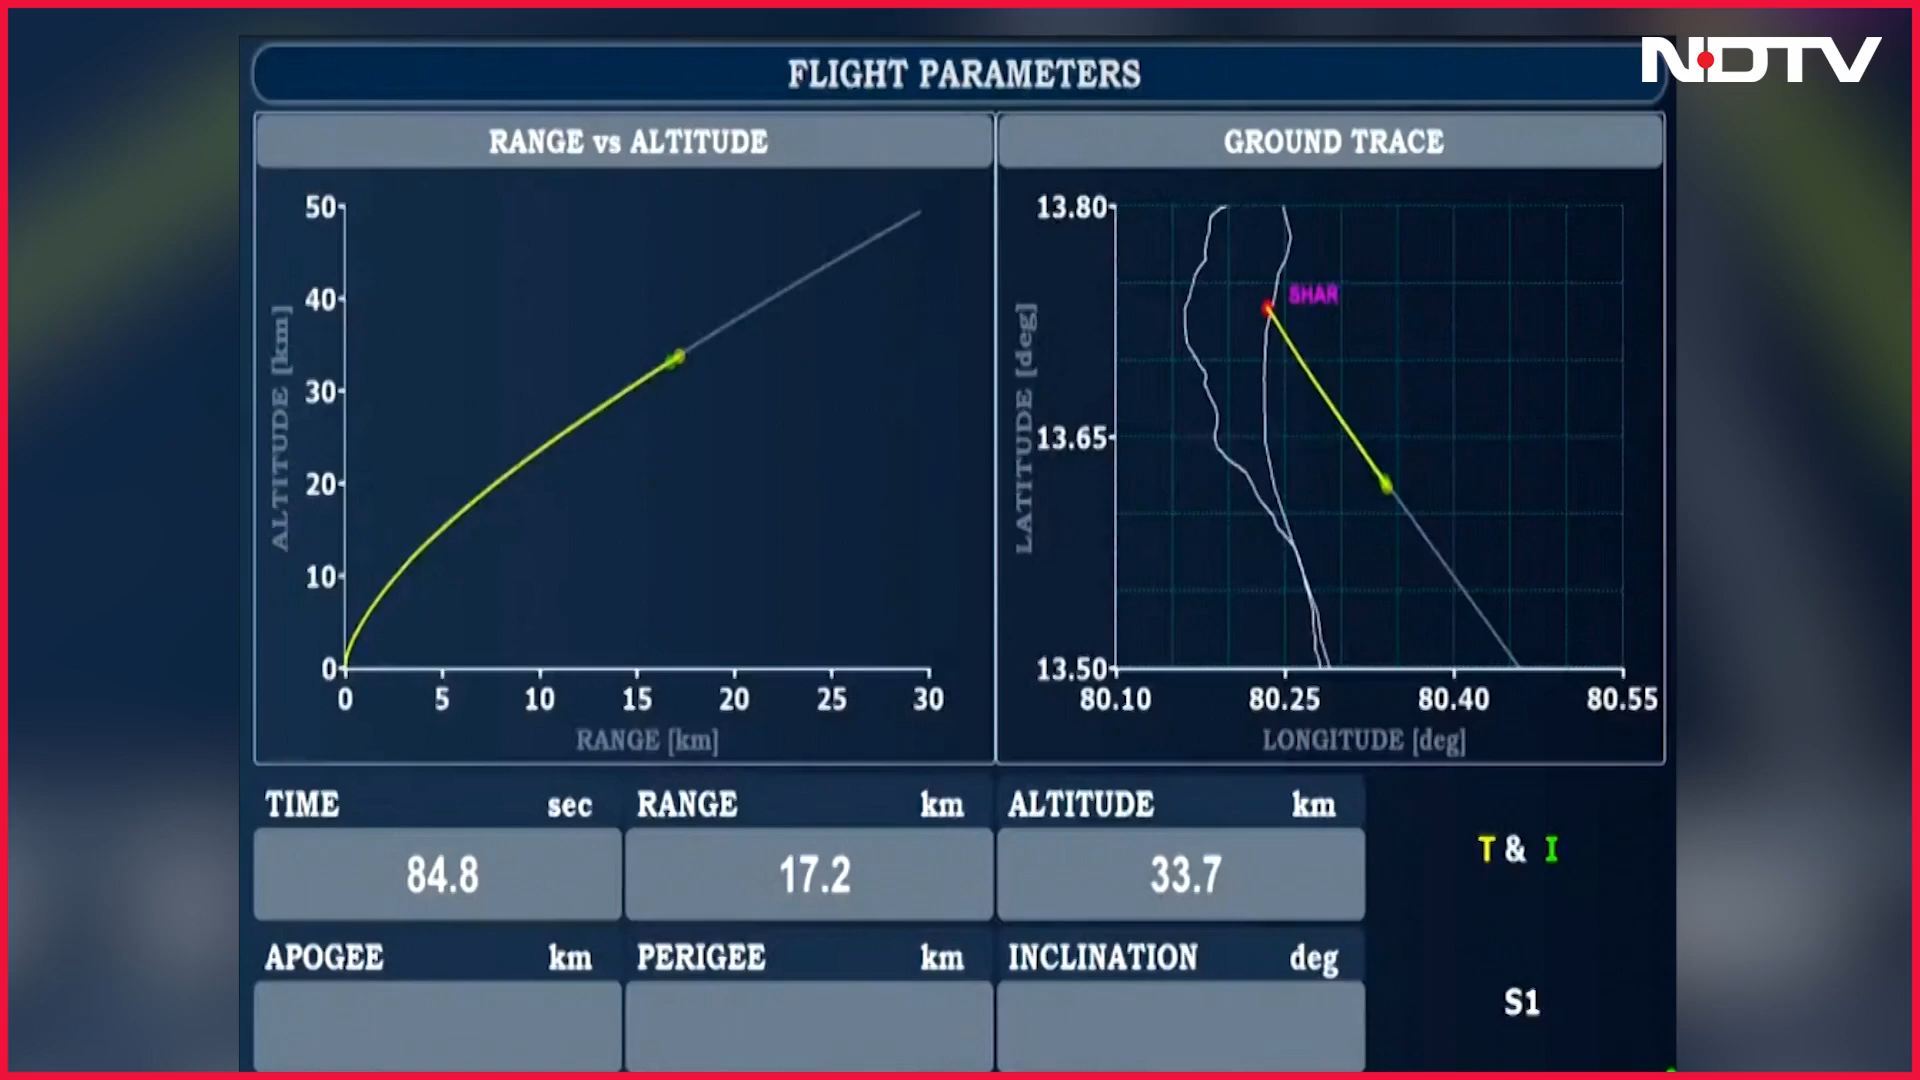 NDTV
FLIGHT PARAMETERS
RANGE vs ALTITUDE
50
40
30
20
10
0
0 5 10 15 20 25 30
ALTITUDE [km]
RANGE [km]
GROUND TRACE
13.80
13.65
13.50
80.10 80.25 80.40 80.55
SHAR
LATITUDE [deg]
LONGITUDE [deg]
TIME sec
84.8
RANGE km
17.2
ALTITUDE km
33.7
T & I
APOGEE km
PERIGEE km
INCLINATION deg
S1